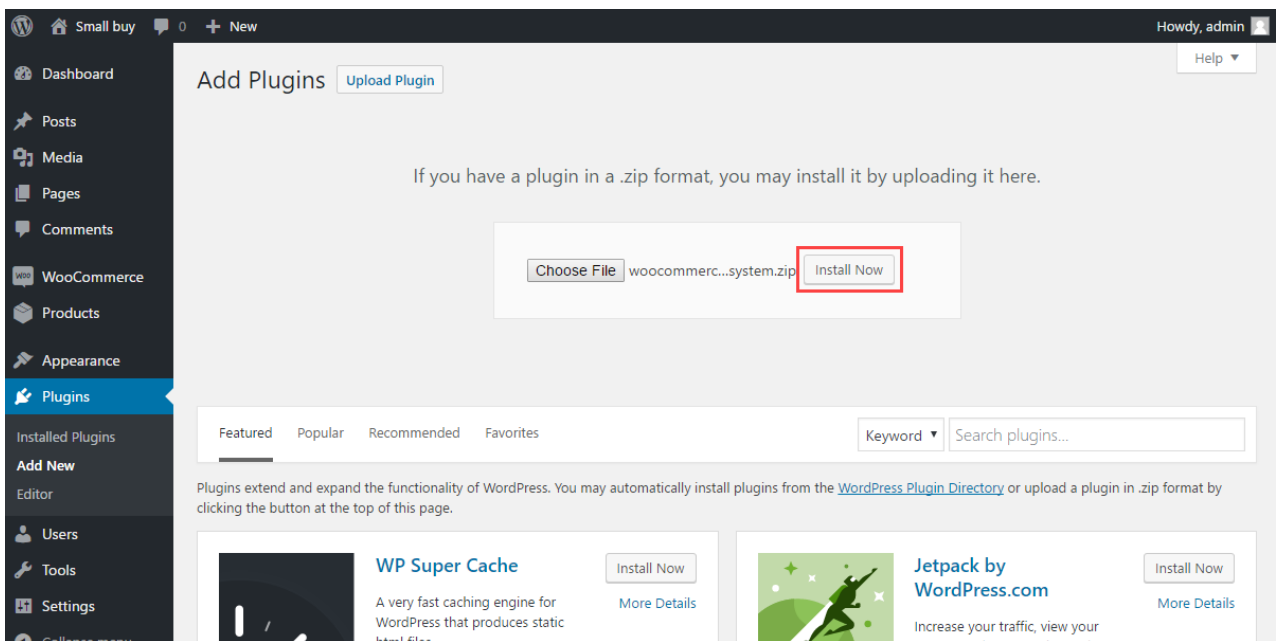 Small buy 0 + New Howdy, admin
Help ▼
Dashboard
Posts
Media
Pages
Comments
WOO WooCommerce
Products
Appearance
Plugins
Installed Plugins
Add New
Editor
Users
Tools
Settings
Collapse menu
Add Plugins Upload Plugin
If you have a plugin in a .zip format, you may install it by uploading it here.
Choose File woocommerc...system.zip Install Now
Featured Popular Recommended Favorites Keyword ▼ Search plugins...
Plugins extend and expand the functionality of WordPress. You may automatically install plugins from the WordPress Plugin Directory or upload a plugin in .zip format by
clicking the button at the top of this page.
WP Super Cache Install Now
More Details
A very fast caching engine for
WordPress that produces static
html files
Jetpack by
WordPress.com
Install Now
More Details
Increase your traffic, view your